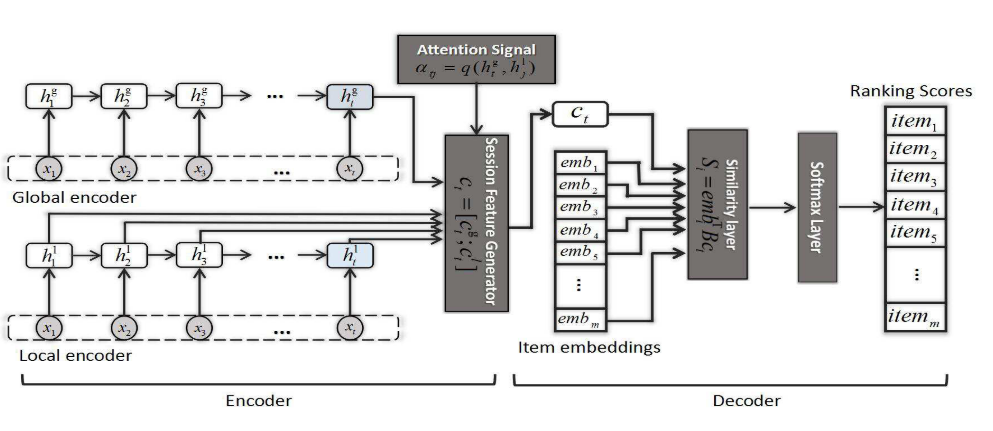 Attention Signal
α_{tj} = q(h_t^g, h_j^l)
h_1^g h_2^g h_3^g ... h_t^g
x_1 x_2 x_3 ... x_t
Global encoder
h_1^l h_2^l h_3^l ... h_t^l
x_1 x_2 x_3 ... x_t
Local encoder
Session Feature Generator
c_t = [c_t^g; c_t^l]
Encoder
c_t
emb_1
emb_2
emb_3
emb_4
emb_5
...
emb_m
Item embeddings
Similarity layer
S_i = emb_i^T B c_t
Softmax Layer
Ranking Scores
item_1
item_2
item_3
item_4
item_5
...
item_m
Decoder